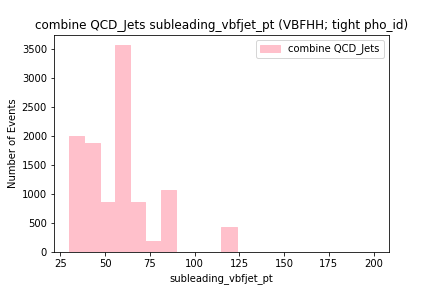 combine QCD_Jets subleading_vbfjet_pt (VBFHH; tight pho_id)
combine QCD_Jets
3500
3000
2500
2000
1500
1000
500
0
Number of Events
25 50 75 100 125 150 175 200
subleading_vbfjet_pt